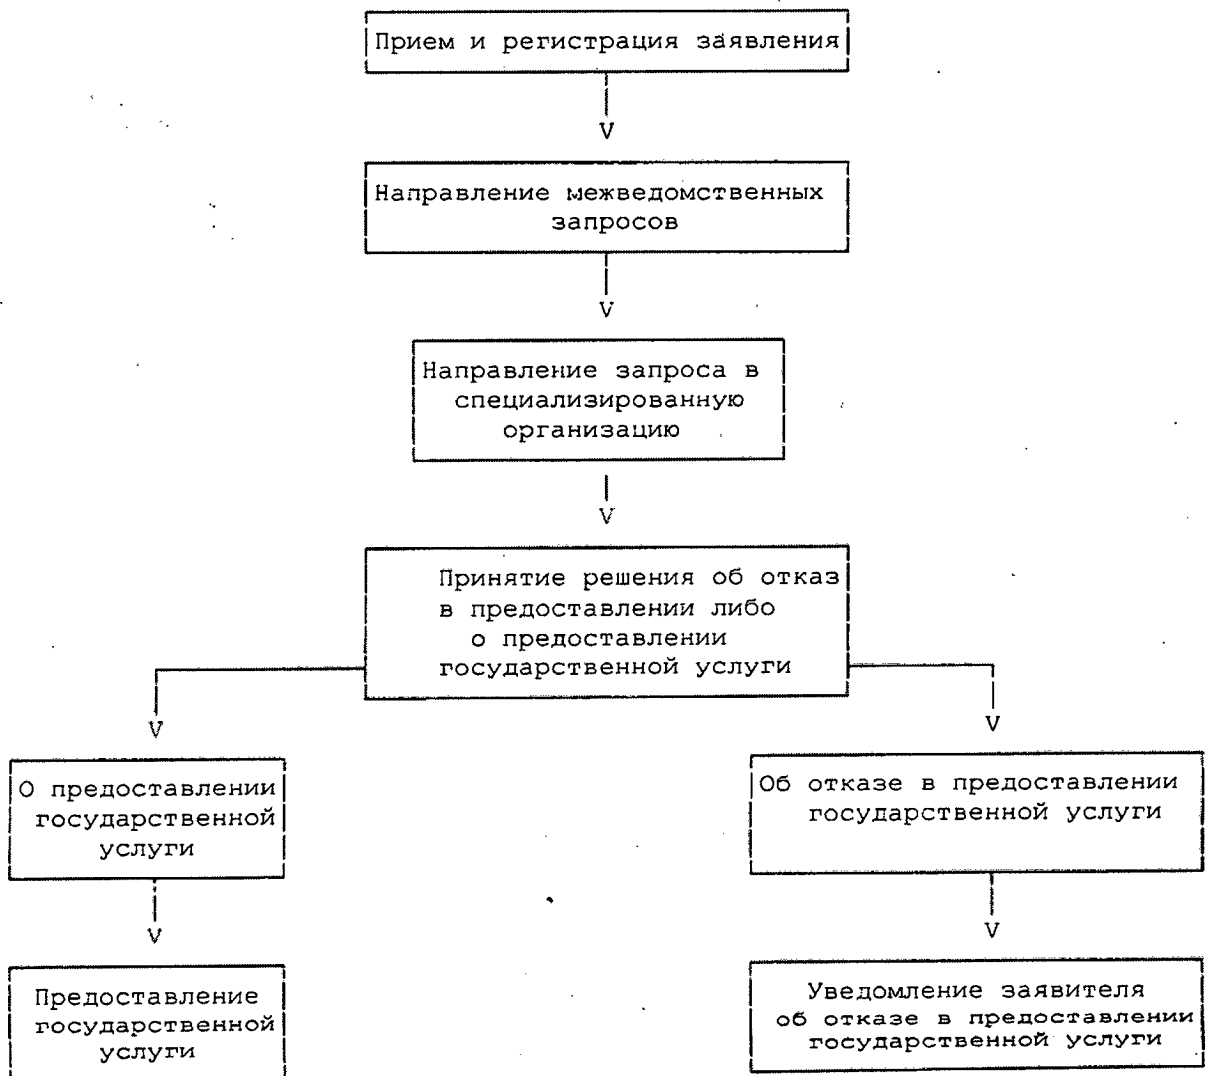 Прием и регистрация заявления
V
Направление межведомственных
запросов
V
Направление запроса в
специализированную
организацию
V
Принятие решения об отказ
в предоставлении либо
о предоставлении
государственной услуги
V
V
О предоставлении
государственной
услуги
Об отказе в предоставлении
государственной услуги
V
V
Предоставление
государственной
услуги
Уведомление заявителя
об отказе в предоставлении
государственной услуги